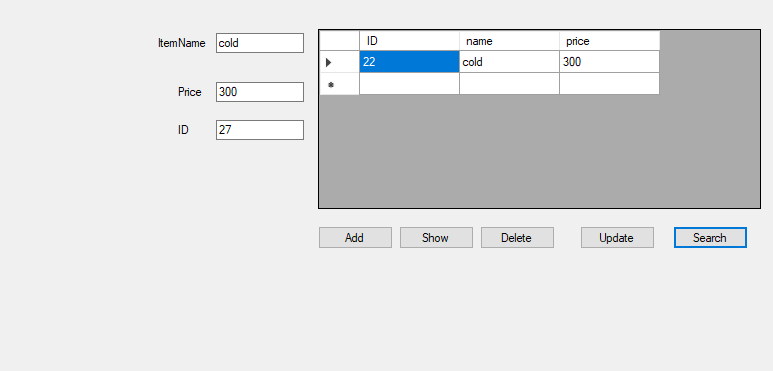 ItemName cold
Price 300
ID 27
ID name price
22 cold 300
Add Show Delete Update Search